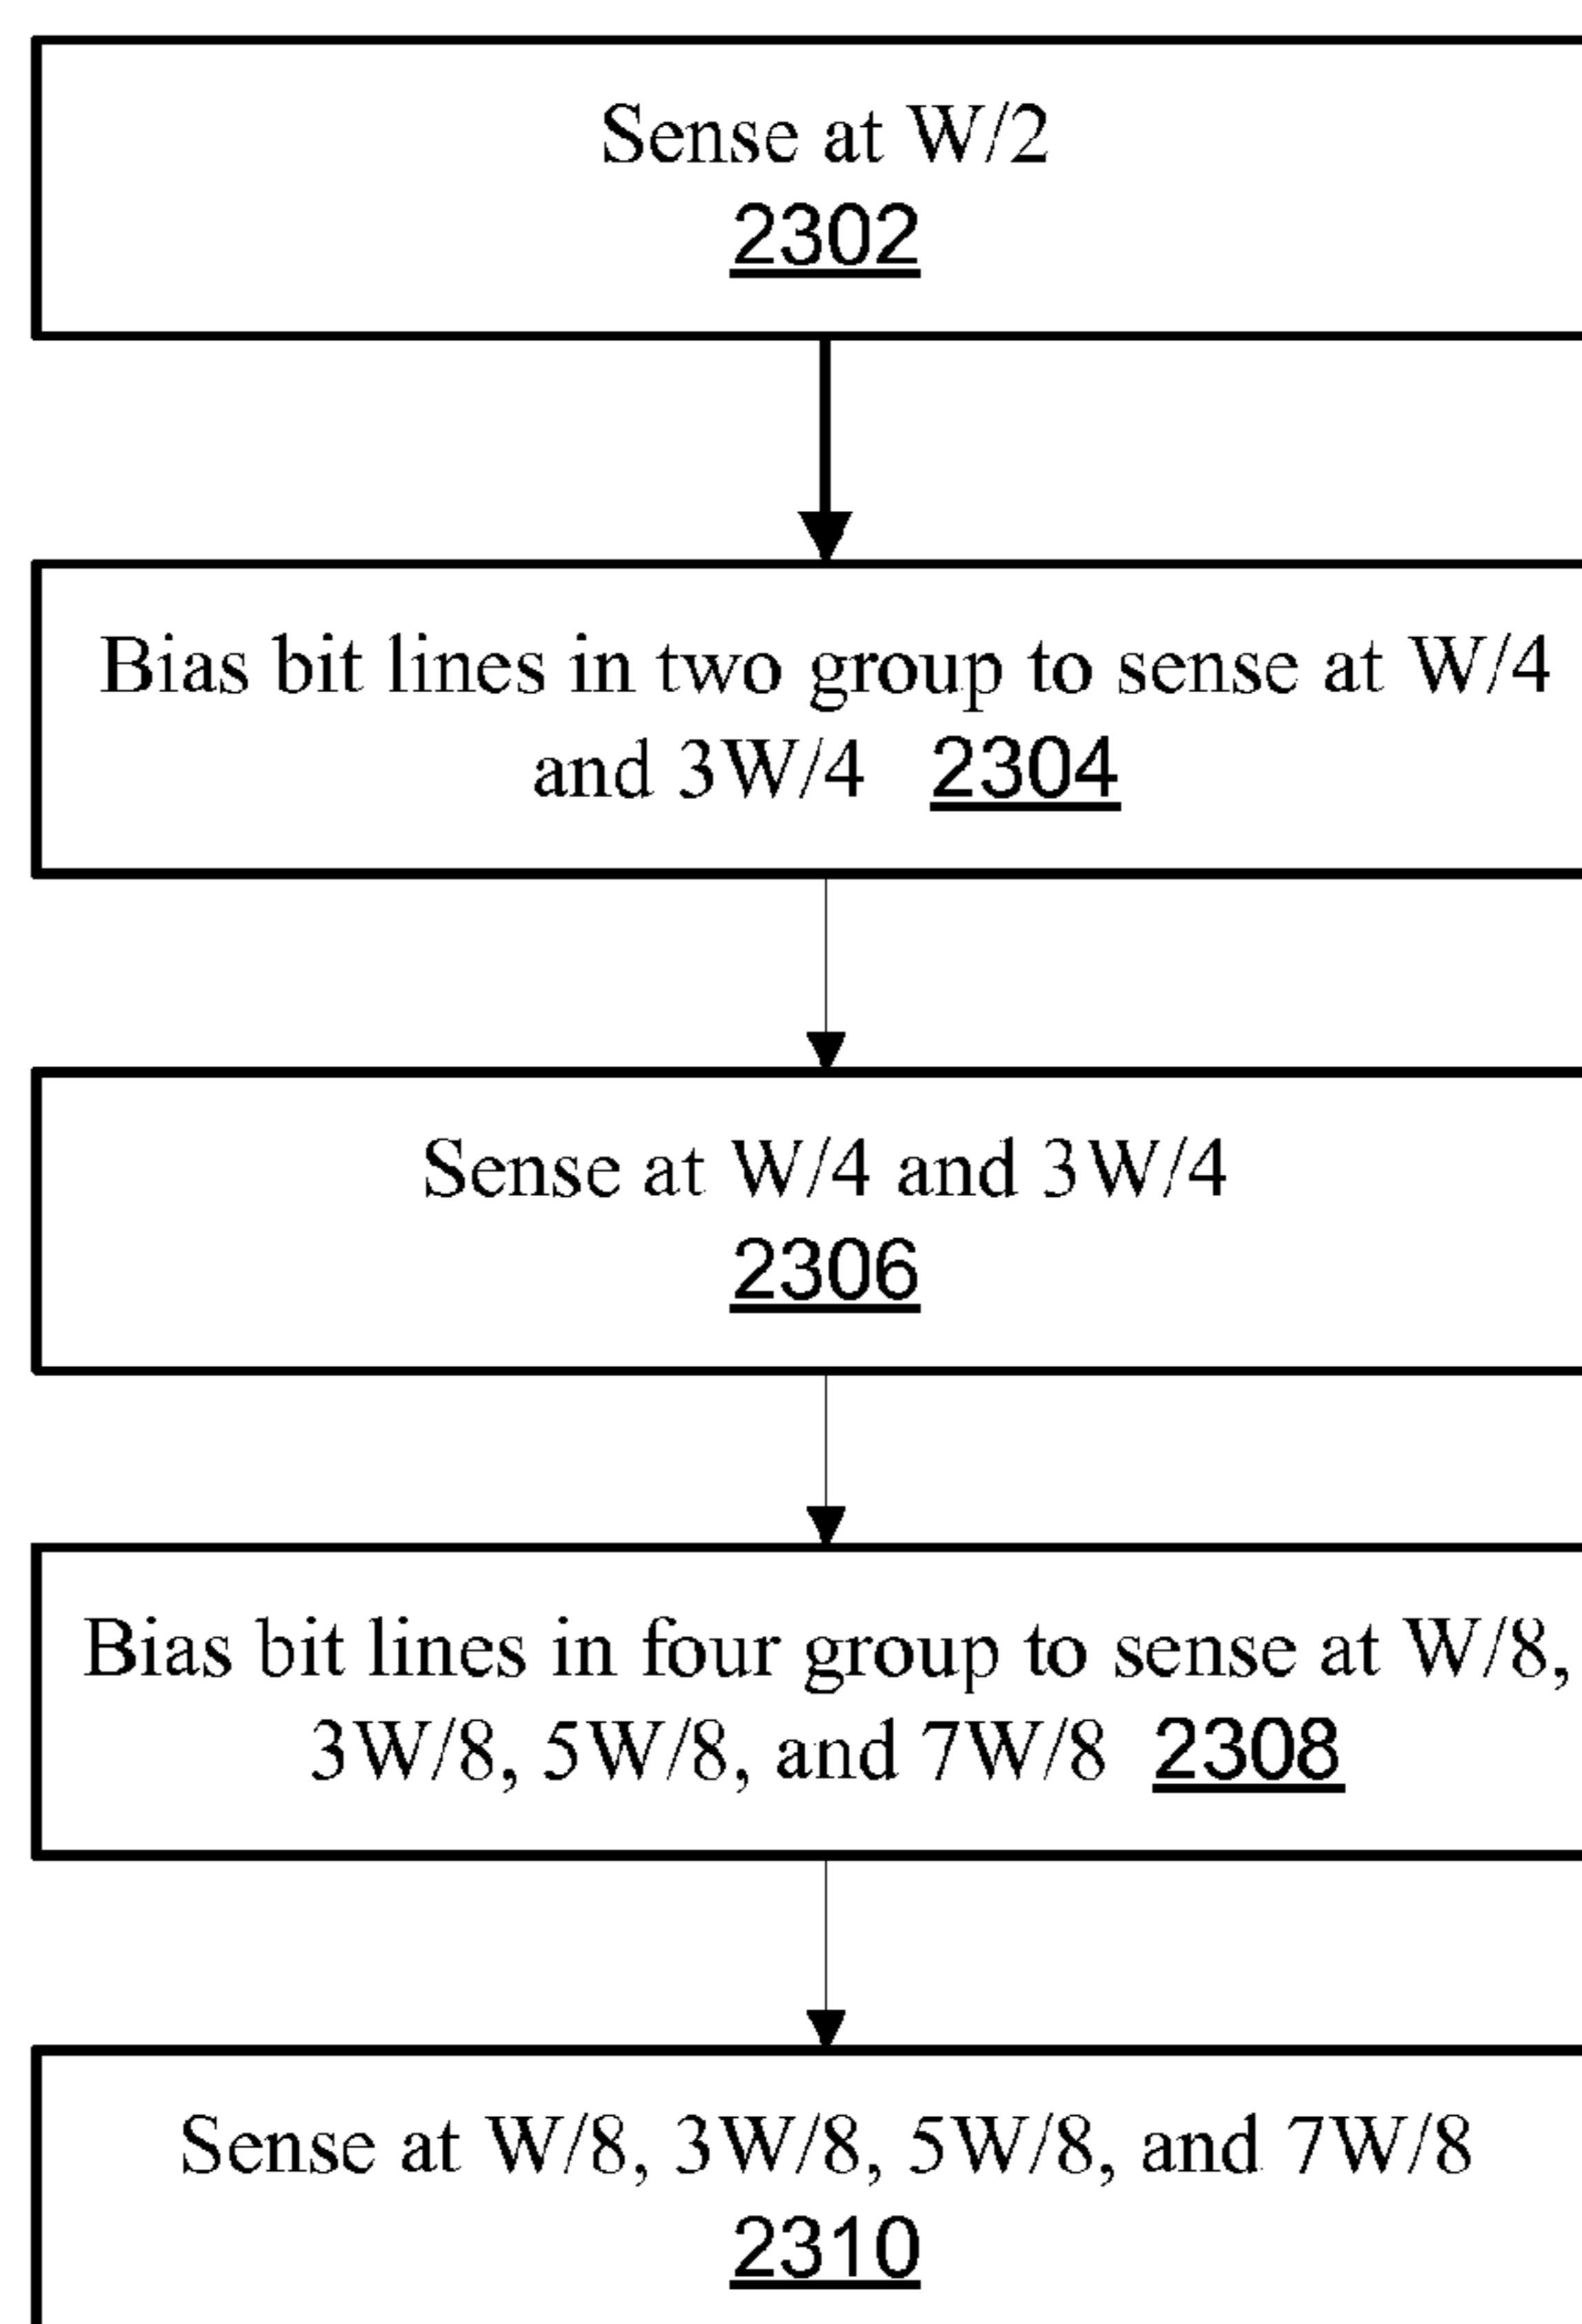 Sense at W/2
2302
Bias bit lines in two group to sense at W/4
and 3W/4 2304
Sense at W/4 and 3W/4
2306
Bias bit lines in four group to sense at W/8,
3W/8, 5W/8, and 7W/8 2308
Sense at W/8, 3W/8, 5W/8, and 7W/8
2310